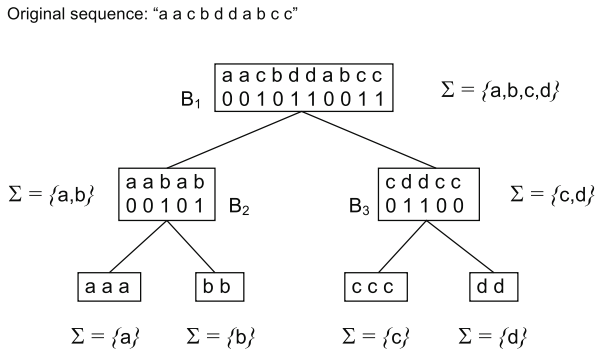 Original sequence: “a a c b d d a b c c”
a a c b d d a b c c
B1 0 0 1 0 1 1 0 0 1 1
Σ = {a,b,c,d}
Σ = {a,b}
a a b a b
0 0 1 0 1 B2
c d d c c
B3 0 1 1 0 0
Σ = {c,d}
a a a
b b
c c c
d d
Σ = {a}
Σ = {b}
Σ = {c}
Σ = {d}